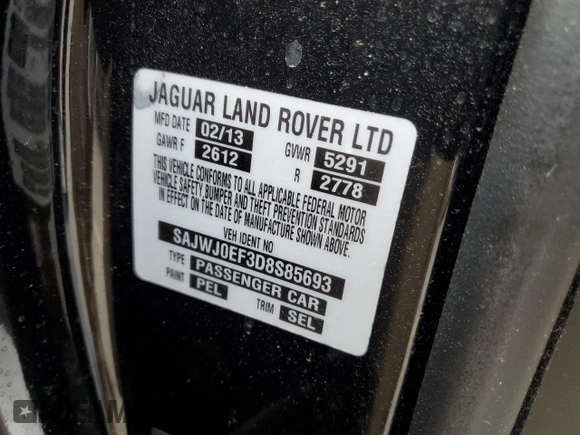 JAGUAR LAND ROVER LTD
MFD DATE 02/13 GVWR 5291
GAWR F 2612 R 2778
THIS VEHICLE CONFORMS TO ALL APPLICABLE FEDERAL MOTOR
VEHICLE SAFETY, BUMPER AND THEFT PREVENTION STANDARDS
IN EFFECT ON THE DATE OF MANUFACTURE SHOWN ABOVE.
VEH IDENT NO
SAJWJ0EF3D8S85693
TYPE PASSENGER CAR
PAINT PEL TRIM SEL